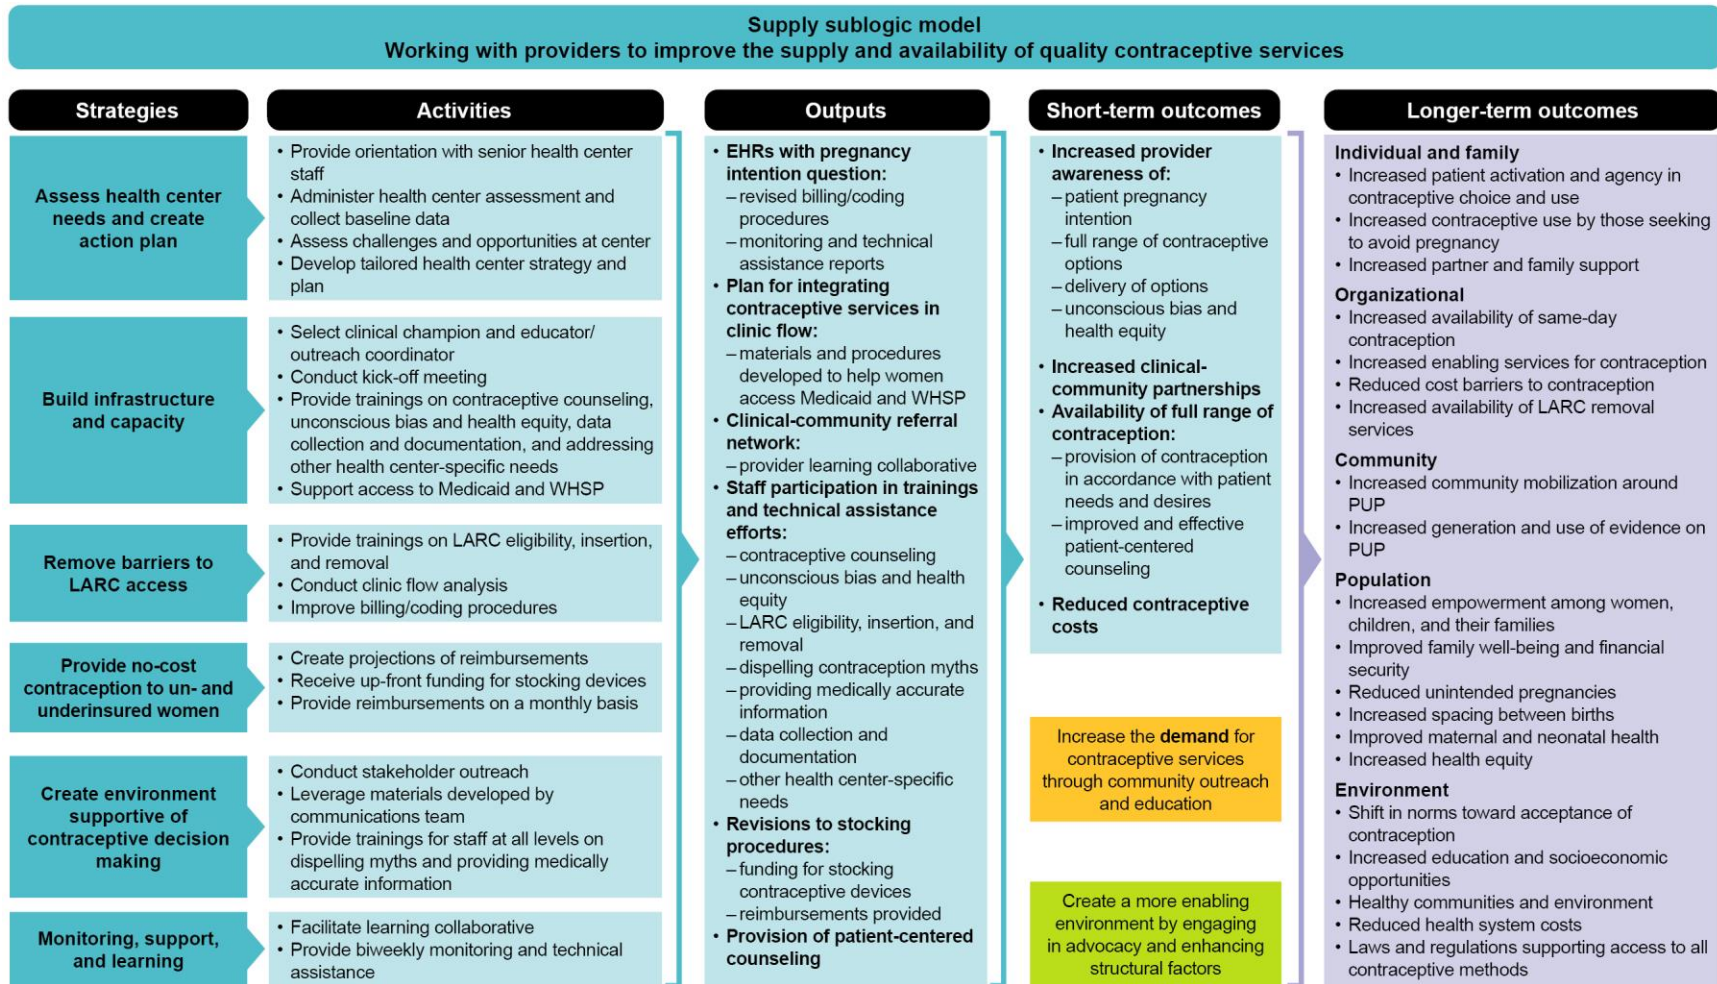 Supply sublogic model
Working with providers to improve the supply and availability of quality contraceptive services
Strategies
Assess health center
needs and create
action plan
Build infrastructure
and capacity
Remove barriers to
LARC access
Provide no-cost
contraception to un- and
underinsured women
Create environment
supportive of
contraceptive decision
making
Monitoring, support,
and learning
Activities
• Provide orientation with senior health center
staff
• Administer health center assessment and
collect baseline data
• Assess challenges and opportunities at center
• Develop tailored health center strategy and
plan
• Select clinical champion and educator/
outreach coordinator
• Conduct kick-off meeting
• Provide trainings on contraceptive counseling,
unconscious bias and health equity, data
collection and documentation, and addressing
other health center-specific needs
• Support access to Medicaid and WHSP
• Provide trainings on LARC eligibility, insertion,
and removal
• Conduct clinic flow analysis
• Improve billing/coding procedures
• Create projections of reimbursements
• Receive up-front funding for stocking devices
• Provide reimbursements on a monthly basis
• Conduct stakeholder outreach
• Leverage materials developed by
communications team
• Provide trainings for staff at all levels on
dispelling myths and providing medically
accurate information
• Facilitate learning collaborative
• Provide biweekly monitoring and technical
assistance
Outputs
• EHRs with pregnancy
intention question:
– revised billing/coding
procedures
– monitoring and technical
assistance reports
• Plan for integrating
contraceptive services in
clinic flow:
– materials and procedures
developed to help women
access Medicaid and WHSP
• Clinical-community referral
network:
– provider learning collaborative
• Staff participation in trainings
and technical assistance
efforts:
– contraceptive counseling
– unconscious bias and health
equity
– LARC eligibility, insertion, and
removal
– dispelling contraception myths
– providing medically accurate
information
– data collection and
documentation
– other health center-specific
needs
• Revisions to stocking
procedures:
– funding for stocking
contraceptive devices
– reimbursements provided
• Provision of patient-centered
counseling
Short-term outcomes
• Increased provider
awareness of:
– patient pregnancy
intention
– full range of contraceptive
options
– delivery of options
– unconscious bias and
health equity
• Increased clinical-
community partnerships
• Availability of full range of
contraception:
– provision of contraception
in accordance with patient
needs and desires
– improved and effective
patient-centered
counseling
• Reduced contraceptive
costs
Increase the demand for
contraceptive services
through community outreach
and education
Create a more enabling
environment by engaging
in advocacy and enhancing
structural factors
Longer-term outcomes
Individual and family
• Increased patient activation and agency in
contraceptive choice and use
• Increased contraceptive use by those seeking
to avoid pregnancy
• Increased partner and family support
Organizational
• Increased availability of same-day
contraception
• Increased enabling services for contraception
• Reduced cost barriers to contraception
• Increased availability of LARC removal
services
Community
• Increased community mobilization around
PUP
• Increased generation and use of evidence on
PUP
Population
• Increased empowerment among women,
children, and their families
• Improved family well-being and financial
security
• Reduced unintended pregnancies
• Increased spacing between births
• Improved maternal and neonatal health
• Increased health equity
Environment
• Shift in norms toward acceptance of
contraception
• Increased education and socioeconomic
opportunities
• Healthy communities and environment
• Reduced health system costs
• Laws and regulations supporting access to all
contraceptive methods